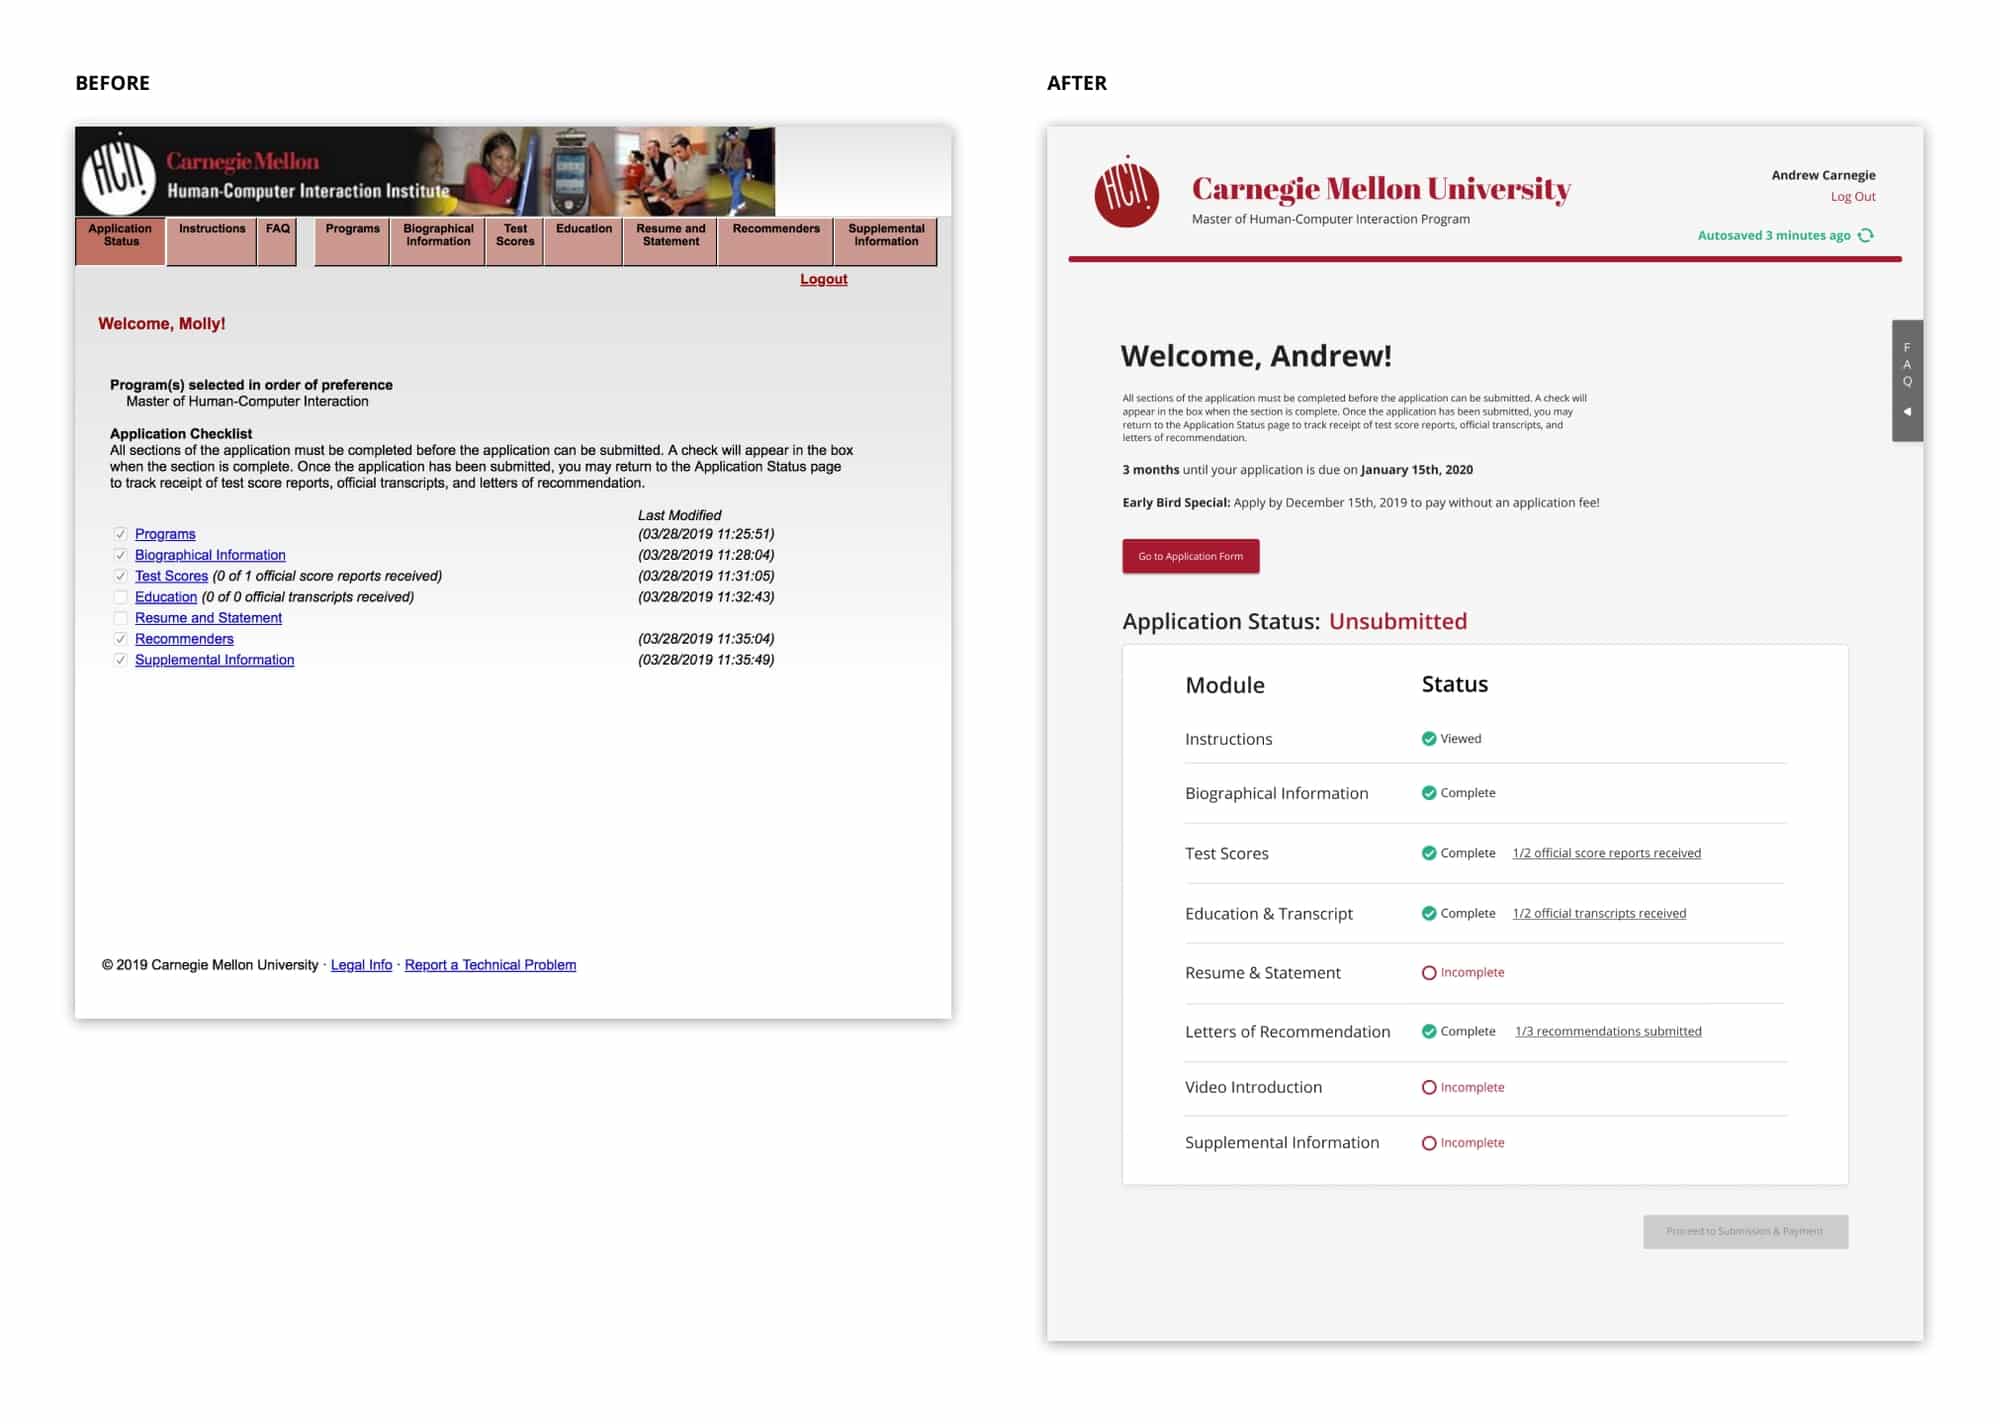 BEFORE
HCII
Carnegie Mellon
Human-Computer Interaction Institute
Application Status
Instructions
FAQ
Programs
Biographical Information
Test Scores
Education
Resume and Statement
Recommenders
Supplemental Information
Logout
Welcome, Molly!
Program(s) selected in order of preference
Master of Human-Computer Interaction
Application Checklist
All sections of the application must be completed before the application can be submitted. A check will appear in the box
when the section is complete. Once the application has been submitted, you may return to the Application Status page
to track receipt of test score reports, official transcripts, and letters of recommendation.
Last Modified
Programs (03/28/2019 11:25:51)
Biographical Information (03/28/2019 11:28:04)
Test Scores (0 of 1 official score reports received) (03/28/2019 11:31:05)
Education (0 of 0 official transcripts received) (03/28/2019 11:32:43)
Resume and Statement
Recommenders (03/28/2019 11:35:04)
Supplemental Information (03/28/2019 11:35:49)
© 2019 Carnegie Mellon University · Legal Info · Report a Technical Problem
AFTER
HCII
Carnegie Mellon University
Master of Human-Computer Interaction Program
Andrew Carnegie
Log Out
Autosaved 3 minutes ago
FAQ
Welcome, Andrew!
All sections of the application must be completed before the application can be submitted. A check will
appear in the box when the section is complete. Once the application has been submitted, you may
return to the Application Status page to track receipt of test score reports, official transcripts, and
letters of recommendation.
3 months until your application is due on January 15th, 2020
Early Bird Special: Apply by December 15th, 2019 to pay without an application fee!
Go to Application Form
Application Status: Unsubmitted
Module Status
Instructions Viewed
Biographical Information Complete
Test Scores Complete 1/2 official score reports received
Education & Transcript Complete 1/2 official transcripts received
Resume & Statement Incomplete
Letters of Recommendation Complete 1/3 recommendations submitted
Video Introduction Incomplete
Supplemental Information Incomplete
Proceed to Submission & Payment